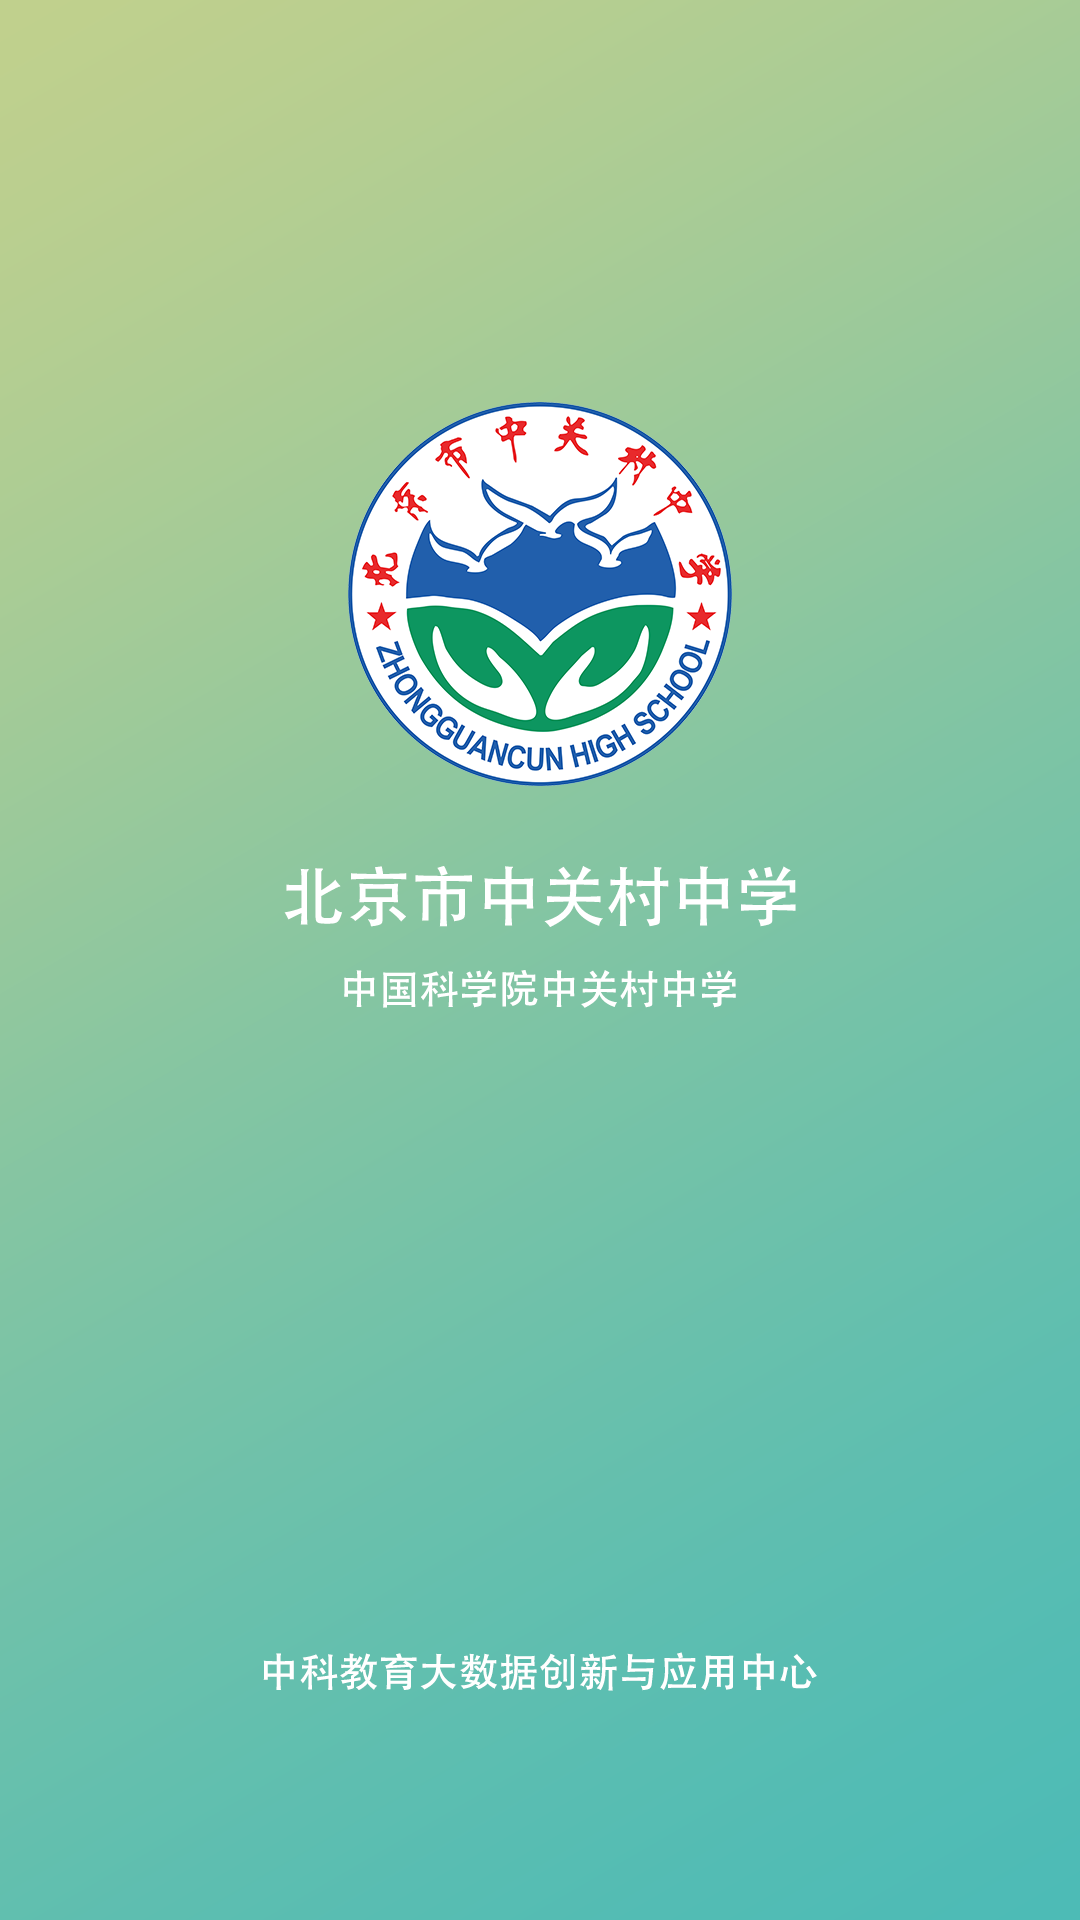 北京市中关村中学
ZHONGGUANCUN HIGH SCHOOL
北京市中关村中学
中国科学院中关村中学
中科教育大数据创新与应用中心